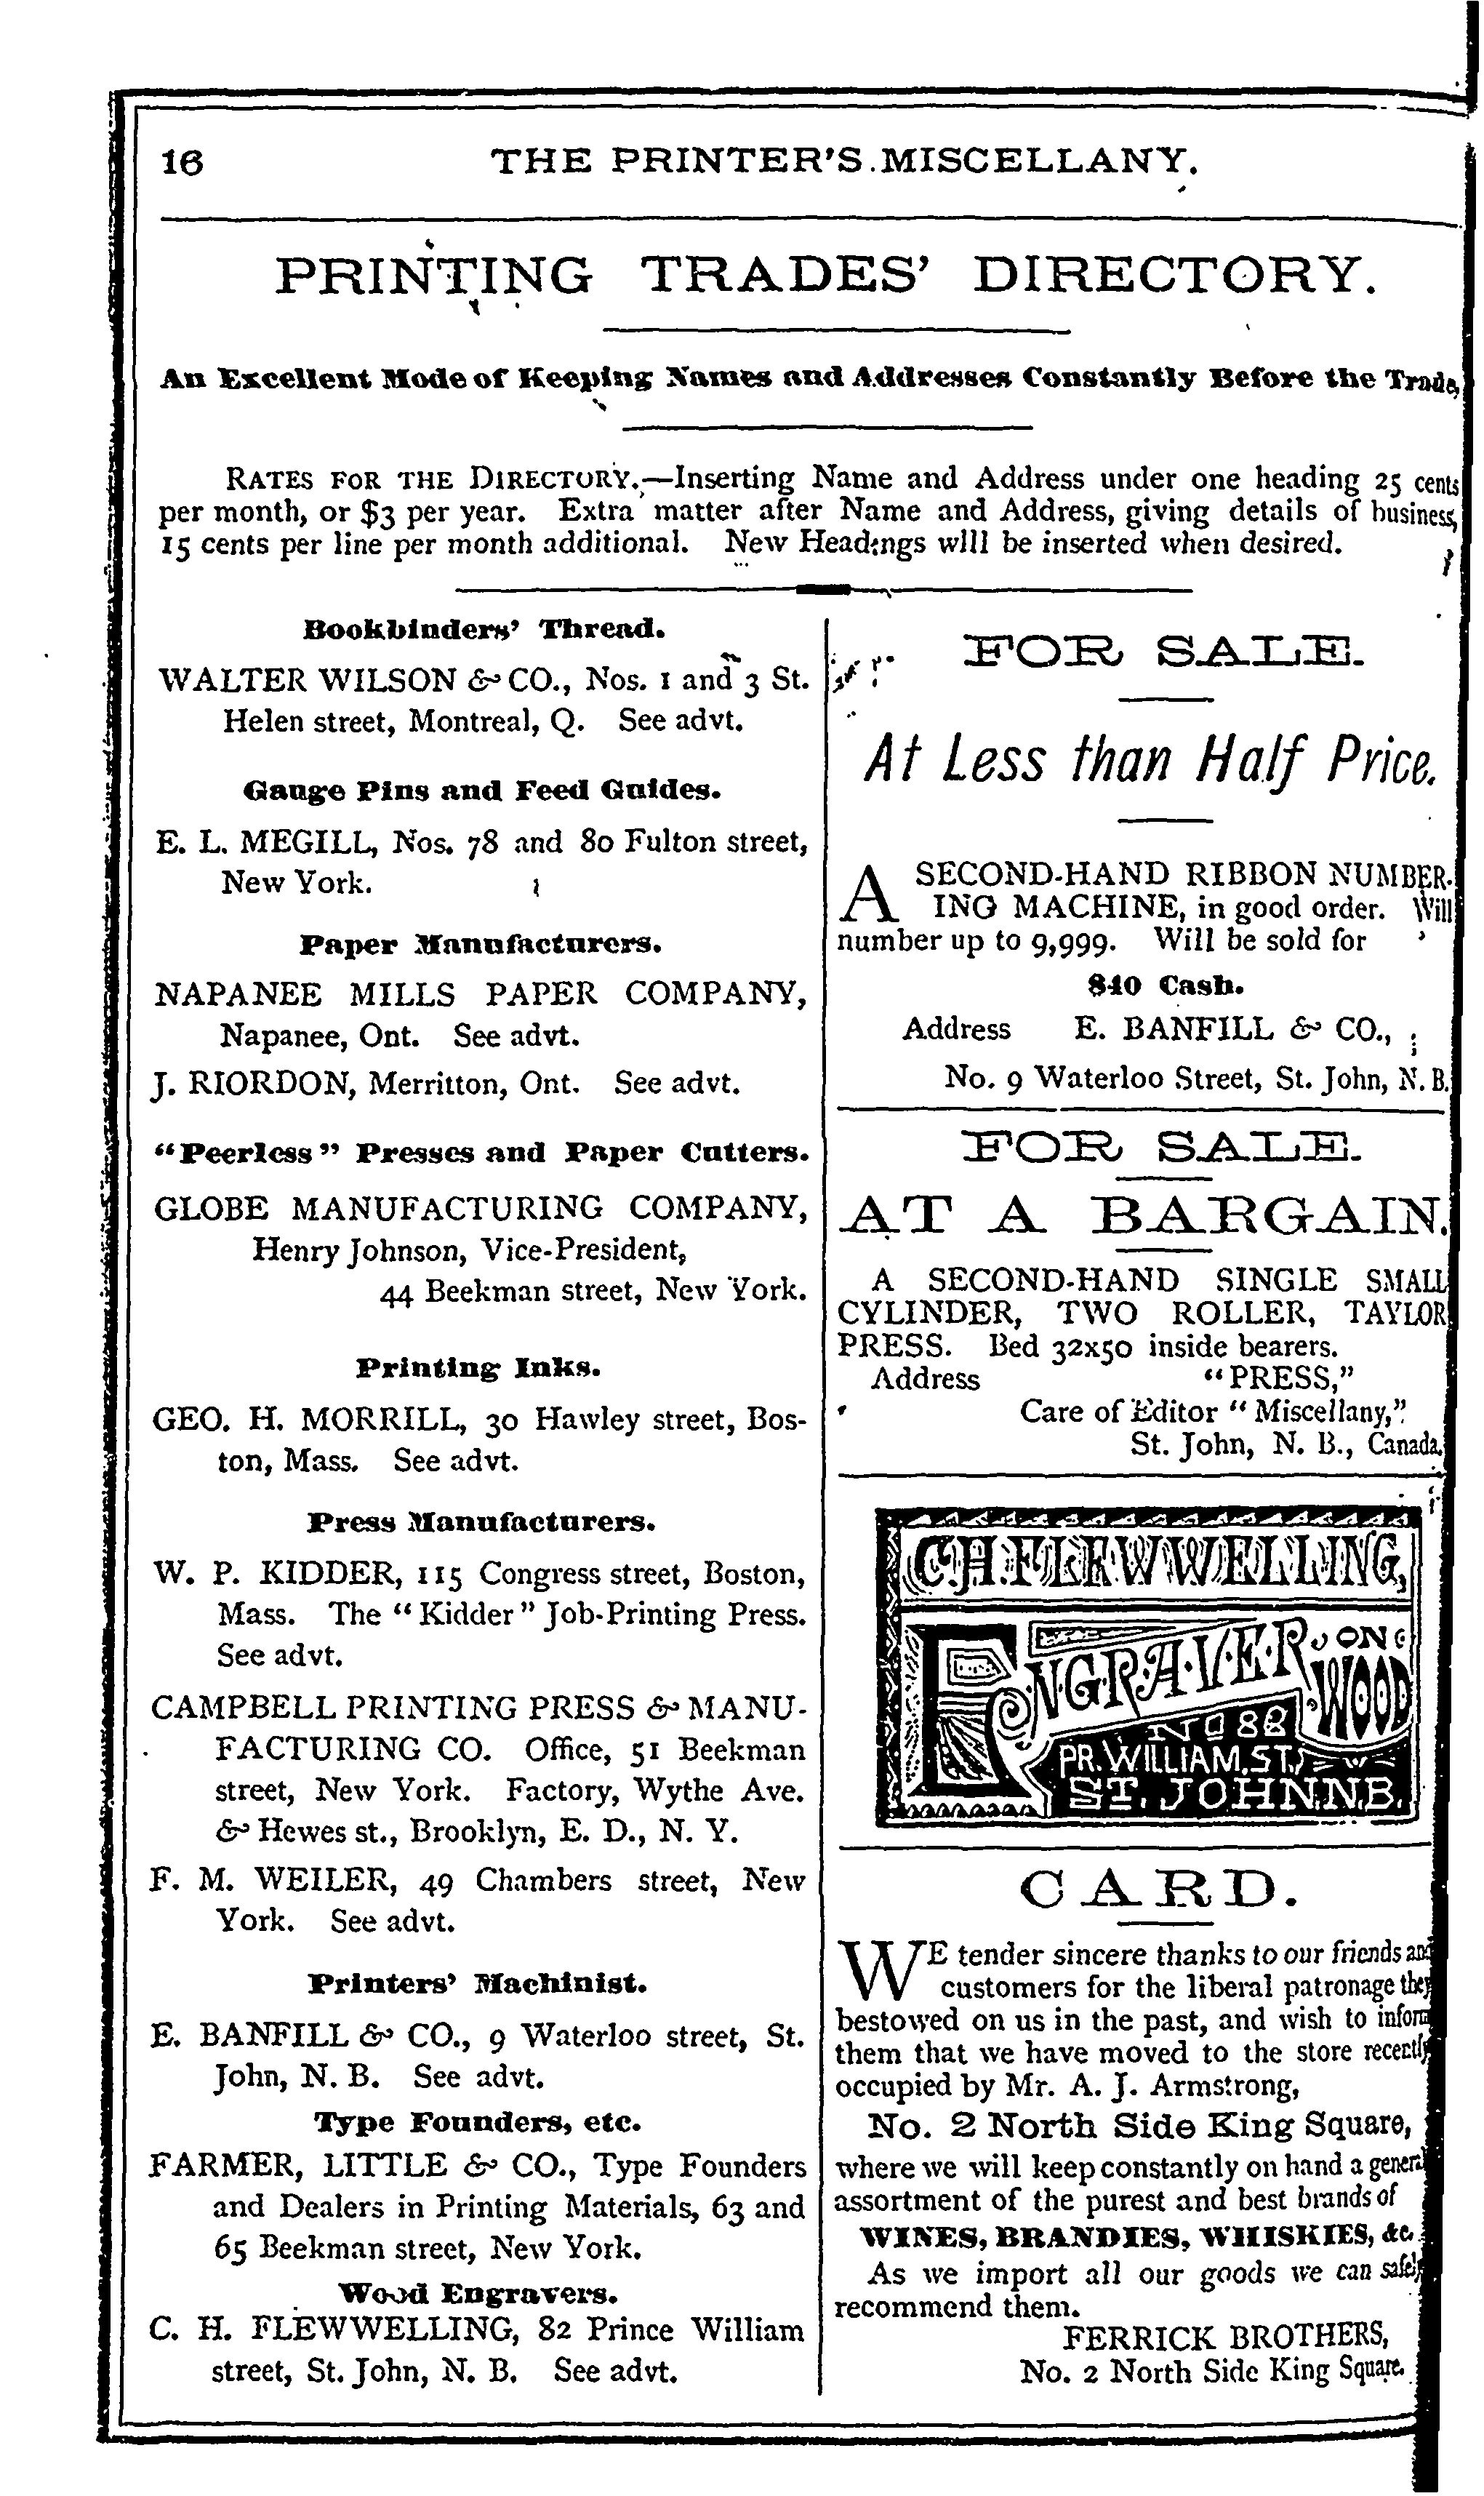 16
THE PRINTER'S MISCELLANY.
PRINTING TRADES' DIRECTORY.
An Excellent Mode of Keeping Names and Addresses Constantly Before the Trade,
RATES FOR THE DIRECTORY.—Inserting Name and Address under one heading 25 cents
per month, or $3 per year. Extra matter after Name and Address, giving details of business,
15 cents per line per month additional. New Headings will be inserted when desired.
Bookbinders' Thread.
WALTER WILSON & CO., Nos. 1 and 3 St.
Helen street, Montreal, Q. See advt.
Gauge Pins and Feed Guides.
E. L. MEGILL, Nos. 78 and 80 Fulton street,
New York.
Paper Manufacturers.
NAPANEE MILLS PAPER COMPANY,
Napanee, Ont. See advt.
J. RIORDON, Merritton, Ont. See advt.
"Peerless" Presses and Paper Cutters.
GLOBE MANUFACTURING COMPANY,
Henry Johnson, Vice-President,
44 Beekman street, New York.
Printing Inks.
GEO. H. MORRILL, 30 Hawley street, Bos-
ton, Mass. See advt.
Press Manufacturers.
W. P. KIDDER, 115 Congress street, Boston,
Mass. The "Kidder" Job-Printing Press.
See advt.
CAMPBELL PRINTING PRESS & MANU-
FACTURING CO. Office, 51 Beekman
street, New York. Factory, Wythe Ave.
& Hewes st., Brooklyn, E. D., N. Y.
F. M. WEILER, 49 Chambers street, New
York. See advt.
Printers' Machinist.
E. BANFILL & CO., 9 Waterloo street, St.
John, N. B. See advt.
Type Founders, etc.
FARMER, LITTLE & CO., Type Founders
and Dealers in Printing Materials, 63 and
65 Beekman street, New York.
Wood Engravers.
C. H. FLEWWELLING, 82 Prince William
street, St. John, N. B. See advt.
FOR SALE.
At Less than Half Price.
A SECOND-HAND RIBBON NUMBER-
ING MACHINE, in good order. Will
number up to 9,999. Will be sold for
$40 Cash.
Address E. BANFILL & CO.,
No. 9 Waterloo Street, St. John, N. B.
FOR SALE.
AT A BARGAIN.
A SECOND-HAND SINGLE SMALL
CYLINDER, TWO ROLLER, TAYLOR
PRESS. Bed 32x50 inside bearers.
Address "PRESS,"
Care of Editor "Miscellany,"
St. John, N. B., Canada.
C.H. FLEWWELLING,
ENGRAVER ON
WOOD
No 82
PR. WILLIAM. ST.
ST. JOHN N.B.
CARD.
WE tender sincere thanks to our friends and
customers for the liberal patronage they
bestowed on us in the past, and wish to inform
them that we have moved to the store recently
occupied by Mr. A. J. Armstrong,
No. 2 North Side King Square,
where we will keep constantly on hand a general
assortment of the purest and best brands of
WINES, BRANDIES, WHISKIES, &c.
As we import all our goods we can safely
recommend them.
FERRICK BROTHERS,
No. 2 North Side King Square.